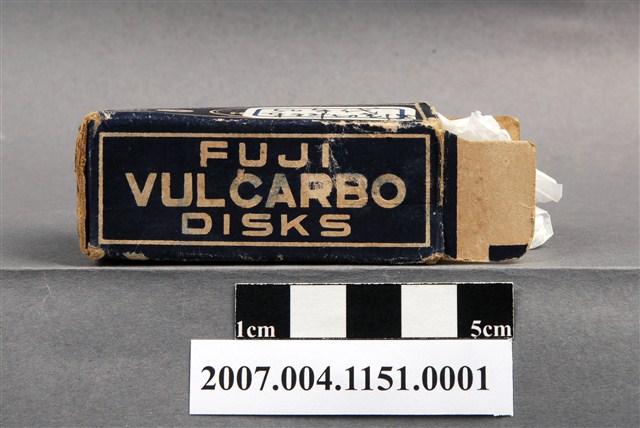 FUJI
VULCARBO
DISKS
1cm 5cm
2007.004.1151.0001